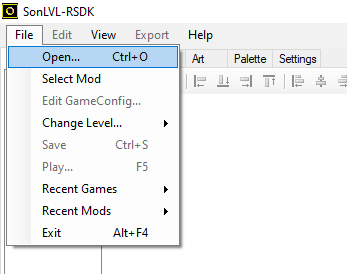 SonLVL-RSDK
File Edit View Export Help
Open... Ctrl+O
Art Palette Settings
Select Mod
Edit GameConfig...
Change Level...
Save Ctrl+S
Play... F5
Recent Games
Recent Mods
Exit Alt+F4